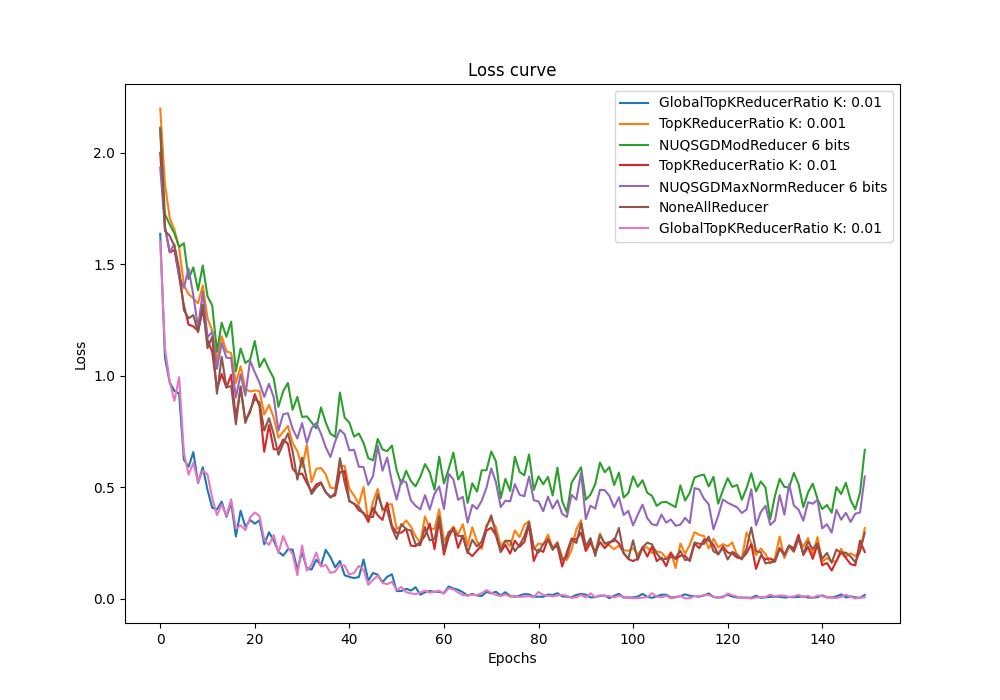 Loss curve
GlobalTopKReducerRatio K: 0.01
TopKReducerRatio K: 0.001
NUQSGDModReducer 6 bits
TopKReducerRatio K: 0.01
NUQSGDMaxNormReducer 6 bits
NoneAllReducer
GlobalTopKReducerRatio K: 0.01
2.0
1.5
1.0
0.5
0.0
Loss
0 20 40 60 80 100 120 140
Epochs